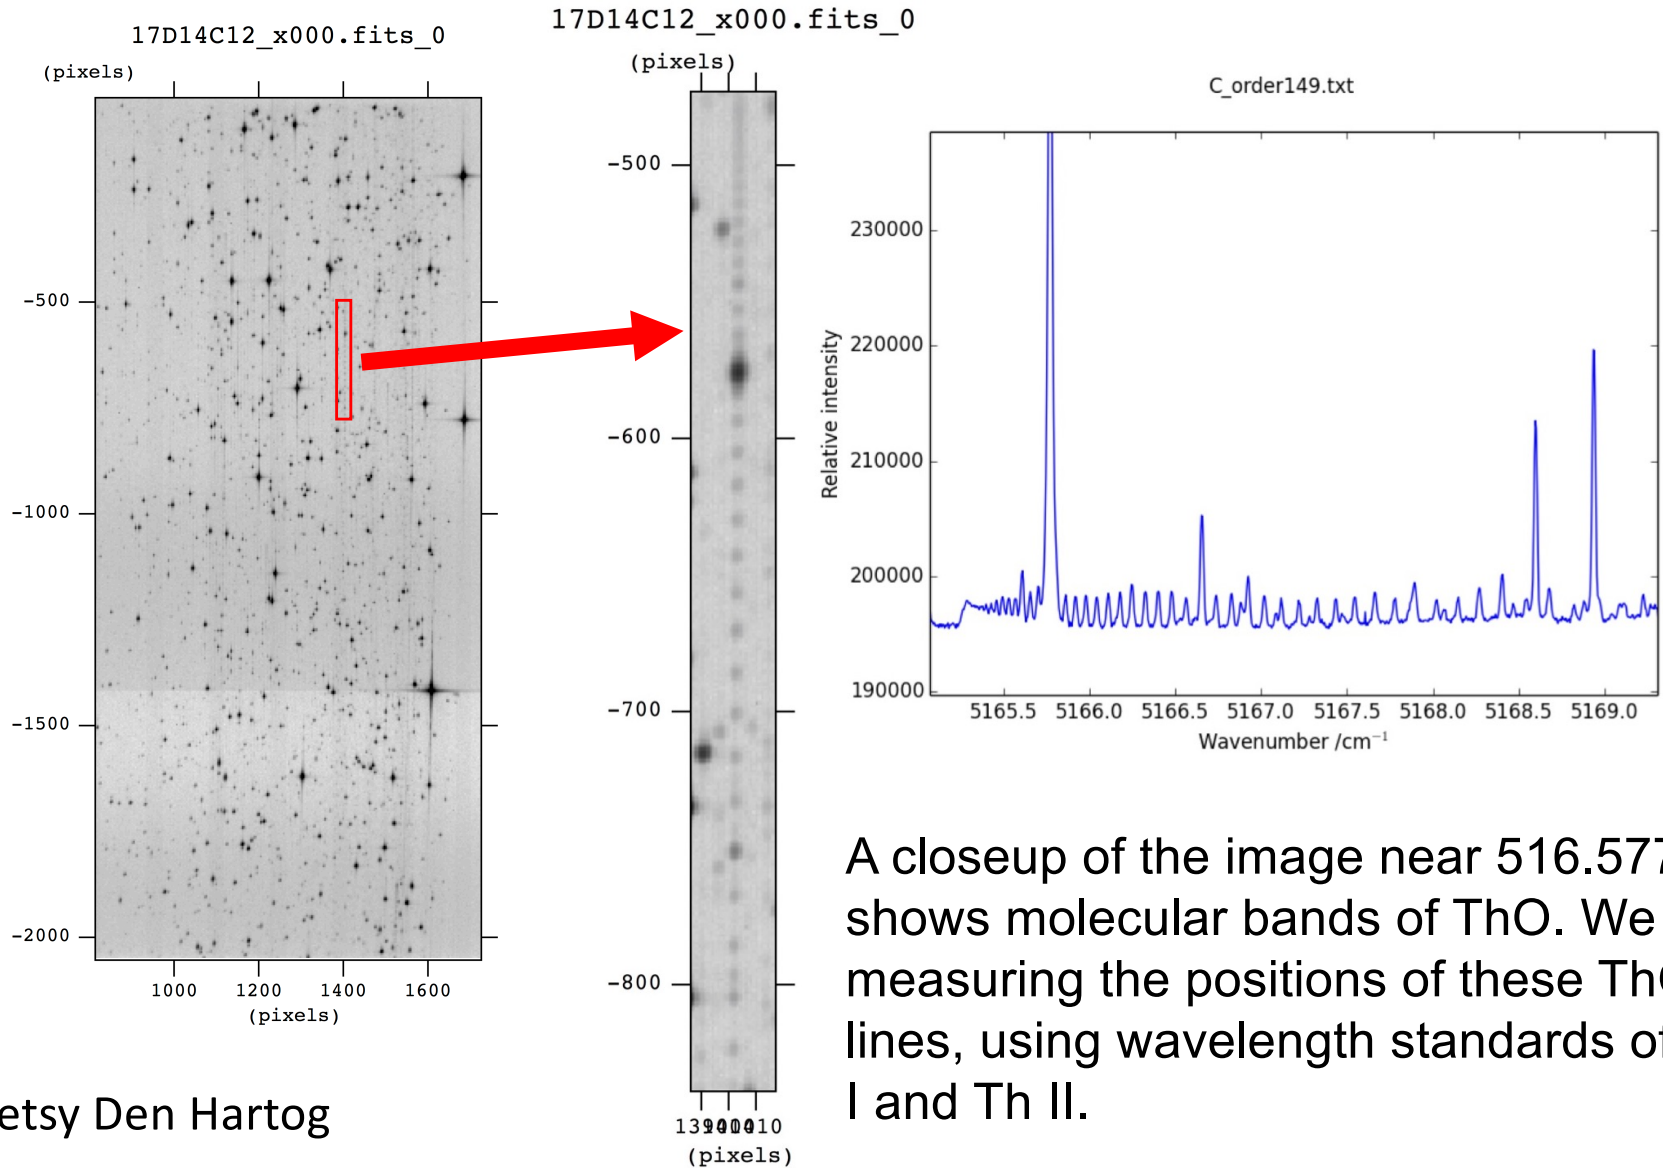 17D14C12_x000.fits_0
(pixels)
-500
-1000
-1500
-2000
1000 1200 1400 1600
(pixels)
etsy Den Hartog
17D14C12_x000.fits_0
(pixels)
-500
-600
-700
-800
1410
(pixels)
C_order149.txt
Relative intensity
230000
220000
210000
200000
190000
5165.5 5166.0 5166.5 5167.0 5167.5 5168.0 5168.5 5169.0
Wavenumber /cm⁻¹
A closeup of the image near 516.577
shows molecular bands of ThO. We
measuring the positions of these Th
lines, using wavelength standards of
I and Th II.